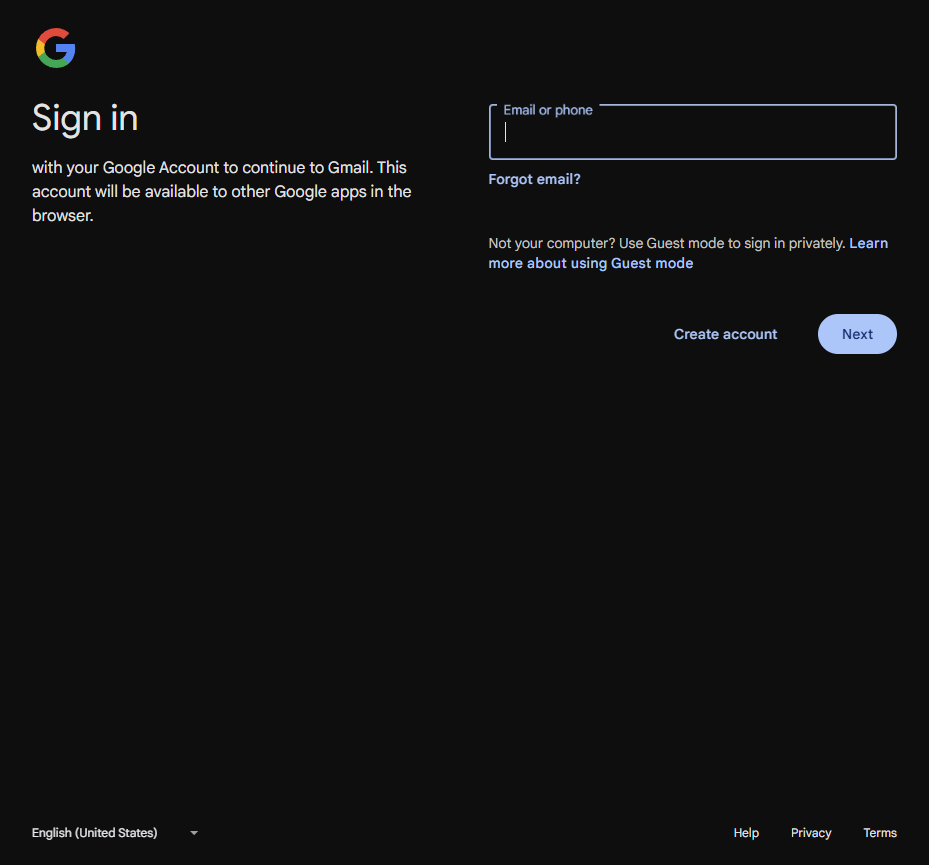 Sign in
with your Google Account to continue to Gmail. This
account will be available to other Google apps in the
browser.
Email or phone
Forgot email?
Not your computer? Use Guest mode to sign in privately. Learn
more about using Guest mode
Create account
Next
English (United States)
Help
Privacy
Terms